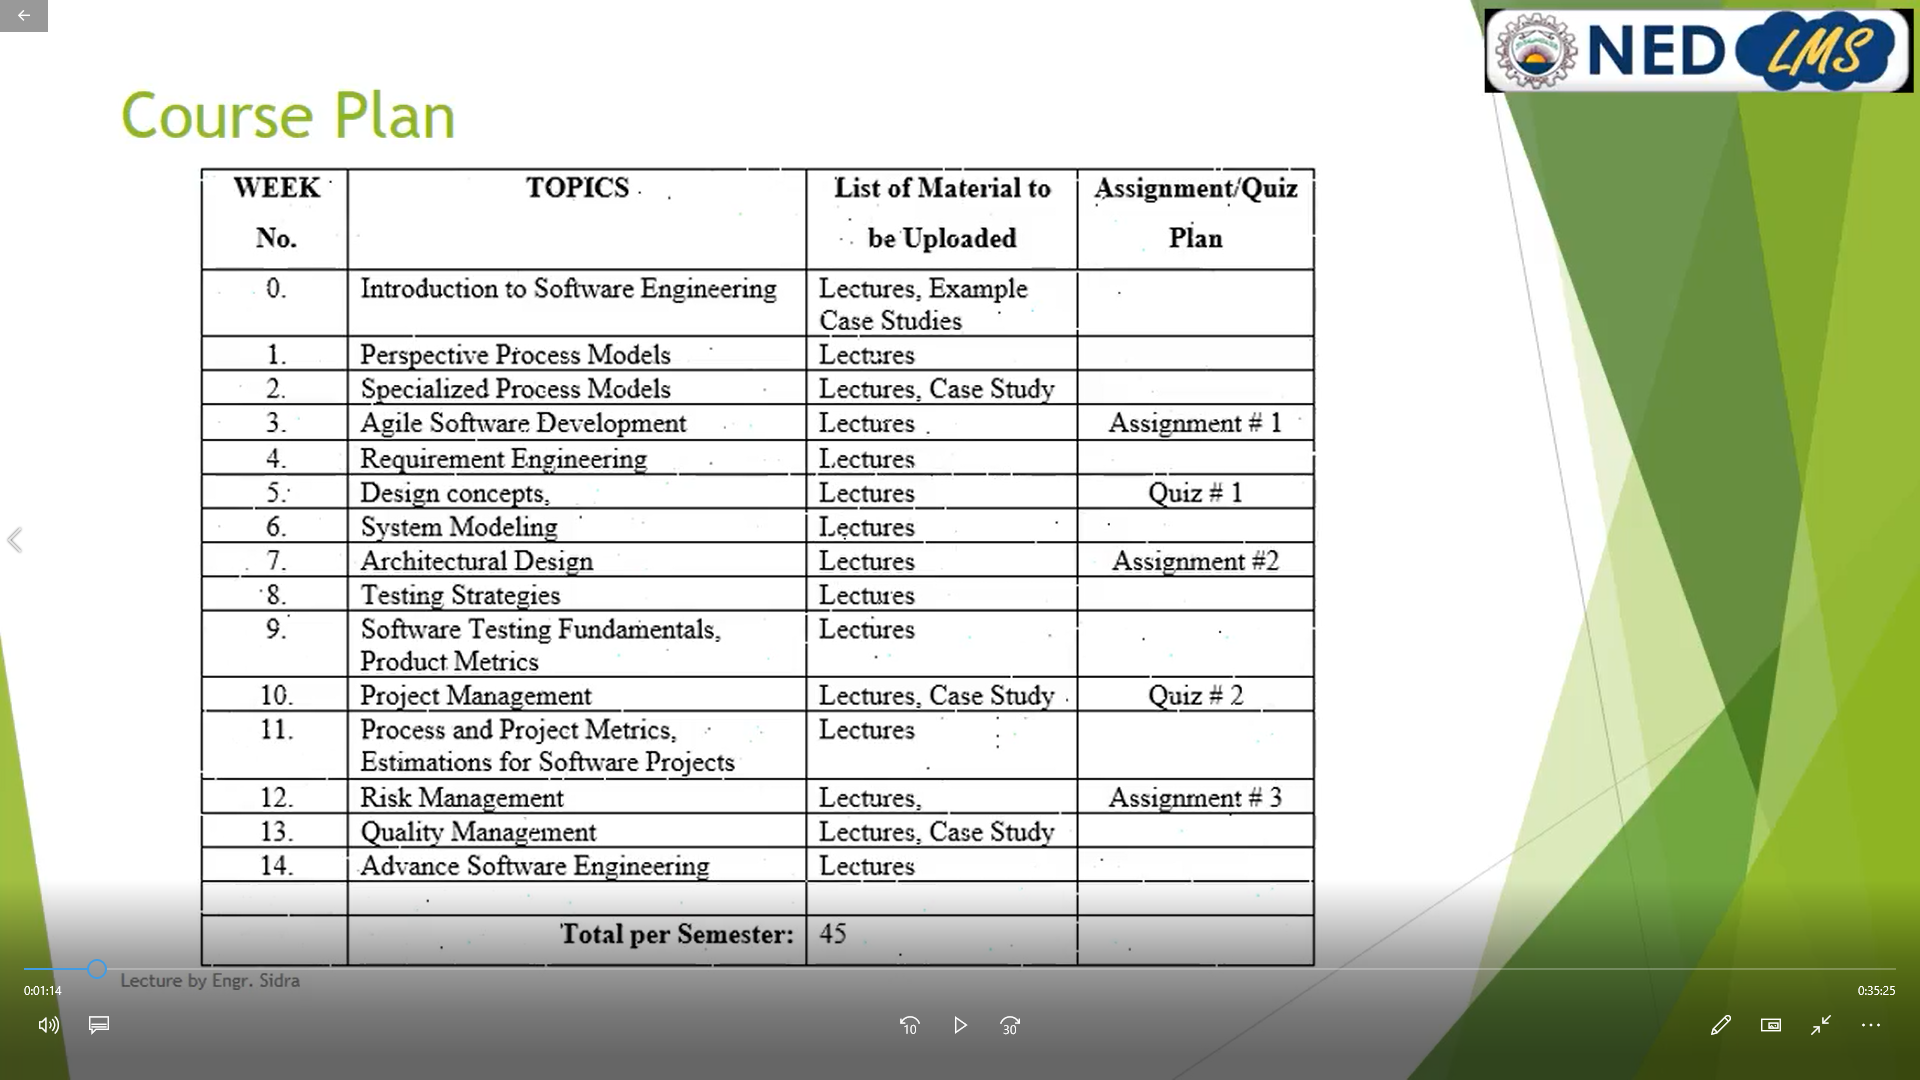 NED LMS
Course Plan
WEEK No. TOPICS List of Material to be Uploaded Assignment/Quiz Plan
0. Introduction to Software Engineering Lectures, Example Case Studies
1. Perspective Process Models Lectures
2. Specialized Process Models Lectures, Case Study
3. Agile Software Development Lectures Assignment # 1
4. Requirement Engineering Lectures
5. Design concepts, Lectures Quiz # 1
6. System Modeling Lectures
7. Architectural Design Lectures Assignment #2
8. Testing Strategies Lectures
9. Software Testing Fundamentals, Product Metrics Lectures
10. Project Management Lectures, Case Study Quiz # 2
11. Process and Project Metrics, Estimations for Software Projects Lectures
12. Risk Management Lectures, Assignment # 3
13. Quality Management Lectures, Case Study
14. Advance Software Engineering Lectures
Total per Semester: 45
Lecture by Engr. Sidra
0:01:14 0:35:25
10 30